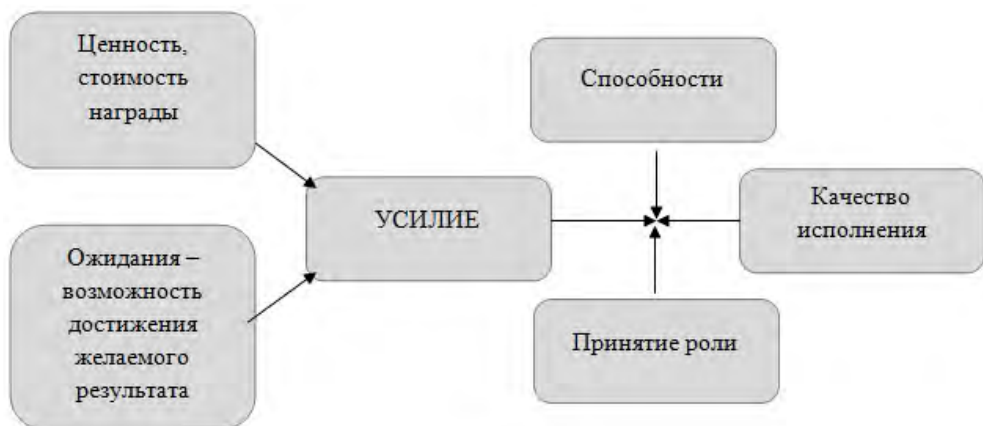 Ценность,
стоимость
награды
Ожидания –
возможность
достижения
желаемого
результата
УСИЛИЕ
Способности
Принятие роли
Качество
исполнения